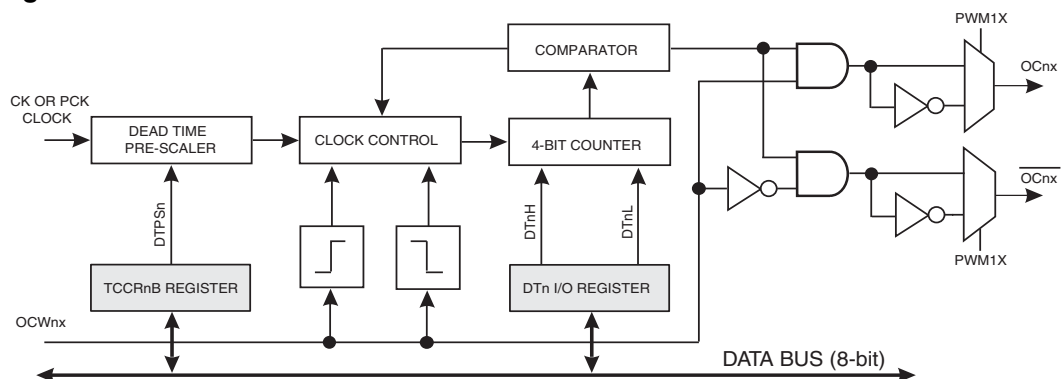 PWM1X
COMPARATOR
OCnx
CK OR PCK
CLOCK
DEAD TIME
PRE-SCALER
CLOCK CONTROL
4-BIT COUNTER
OCnx
DTPSn
DTnH
DTnL
PWM1X
TCCRnB REGISTER
DTn I/O REGISTER
OCWnx
DATA BUS (8-bit)